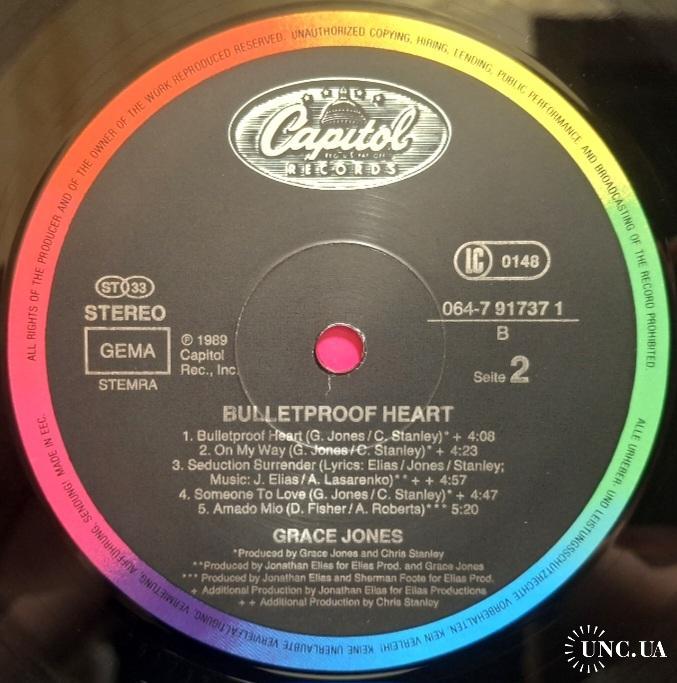 ALL RIGHTS OF THE PRODUCER AND OF THE OWNER OF THE WORK REPRODUCED RESERVED. UNAUTHORIZED COPYING, HIRING, LENDING, PUBLIC PERFORMANCE AND BROADCASTING OF THE RECORD PROHIBITED.
Capitol
RECORDS
LC 0148
ST 33
STEREO
GEMA
STEMRA
℗ 1989
Capitol
Rec., Inc.
064-7 91737 1
B
Seite 2
BULLETPROOF HEART
1. Bulletproof Heart (G. Jones/C. Stanley)* + 4:08
2. On My Way (G. Jones/C. Stanley)* + 4:23
3. Seduction Surrender (Lyrics: Elias/Jones/Stanley;
Music: J. Elias/A. Lasarenko)** + + 4:57
4. Someone To Love (G. Jones/C. Stanley)* + 4:47
5. Amado Mio (D. Fisher/A. Roberts)*** 5:20
GRACE JONES
*Produced by Grace Jones and Chris Stanley
**Produced by Jonathan Elias for Elias Prod. and Grace Jones
***Produced by Jonathan Elias and Sherman Foote for Elias Prod.
+ Additional Production by Jonathan Elias for Elias Productions
+ + Additional Production by Chris Stanley
ALLE URHEBER- UND LEISTUNGSSCHUTZRECHTE VORBEHALTEN. KEIN VERLEIH! KEINE UNERLAUBTE VERVIELFÄLTIGUNG, VERMIETUNG, AUFFÜHRUNG, SENDUNG! MADE IN EEC.
UNC.UA